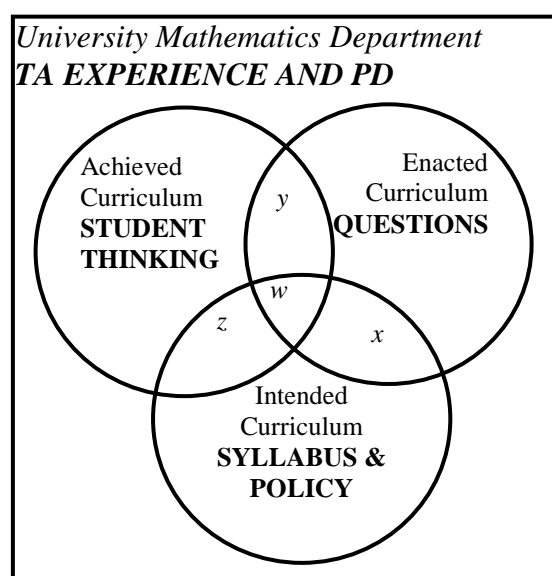 University Mathematics Department
TA EXPERIENCE AND PD
Achieved
Curriculum
STUDENT
THINKING
Enacted
Curriculum
QUESTIONS
y
w
z
x
Intended
Curriculum
SYLLABUS &
POLICY